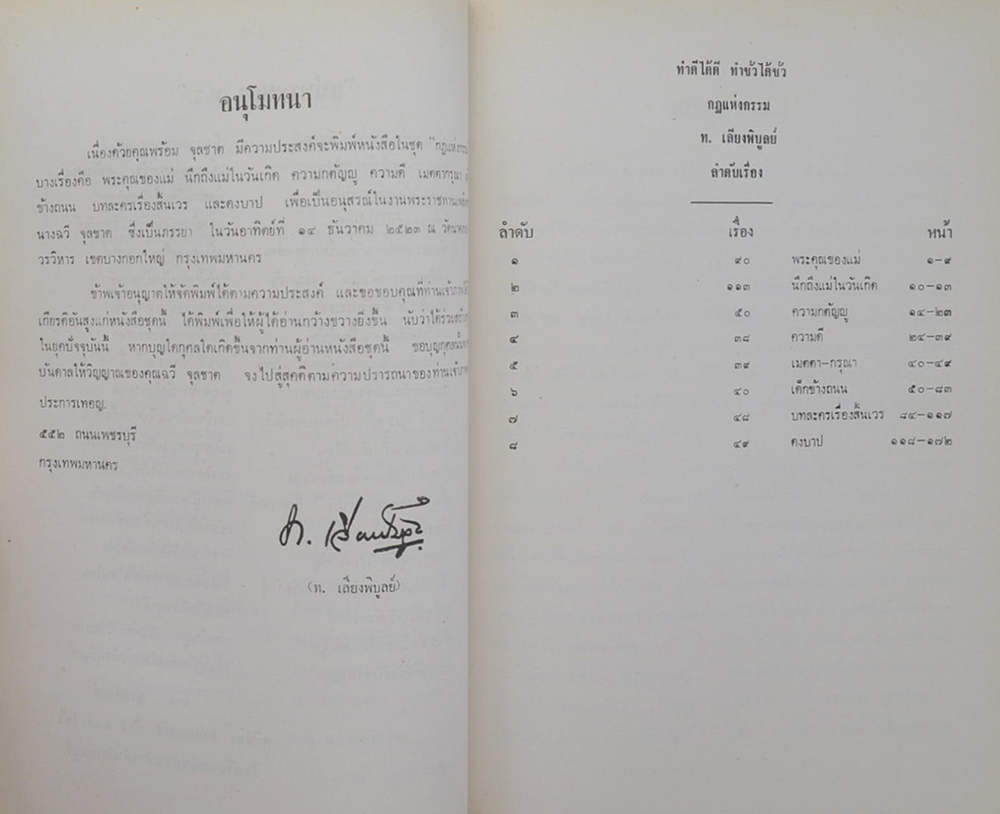 อนุโมทนา
เนื่องด้วยคุณพร้อม จุลชาต มีความประสงค์จะพิมพ์หนังสือในชุด "กฎแห่งกรรม
บางเรื่องคือ พระคุณของแม่ นึกถึงแม่ในวันเกิด ความกตัญญู ความดี เมตตากรุณา
ข้างถนน บทละครเรื่องสิ้นเวร และดงบาป เพื่อเป็นอนุสรณ์ในงานพระราชทานเพลิง
นางฉวี จุลชาต ซึ่งเป็นภรรยา ในวันอาทิตย์ที่ ๑๔ ธันวาคม ๒๕๒๓ ณ
วรวิหาร เขตบางกอกใหญ่ กรุงเทพมหานคร
ข้าพเจ้าอนุญาตให้จัดพิมพ์ได้ตามความประสงค์ และขอขอบคุณที่ท่านเจ้าภาพ
เกียรติอันสูงแก่หนังสือชุดนี้ ได้พิมพ์เพื่อให้ผู้ได้อ่านกว้างขวางยิ่งขึ้น นับว่าได้ร่วม
ในยุคปัจจุบันนี้ หากบุญใดกุศลใดเกิดขึ้นจากท่านผู้อ่านหนังสือชุดนี้ ขอบุญกุศล
บันดาลให้วิญญาณของคุณฉวี จุลชาต จงไปสู่สุคติตามความปรารถนาของท่านเจ้าภาพ
ประการเทอญ.
๕๕๒ ถนนเพชรบุรี
กรุงเทพมหานคร
(ท. เลียงพิบูลย์)
ทำดีได้ดี ทำชั่วได้ชั่ว
กฎแห่งกรรม
ท. เลียงพิบูลย์
ลำดับเรื่อง
ลำดับ เรื่อง หน้า
๑ ๙๐ พระคุณของแม่ ๑-๙
๒ ๑๑๓ นึกถึงแม่ในวันเกิด ๑๐-๑๓
๓ ๕๐ ความกตัญญู ๑๔-๒๓
๔ ๓๘ ความดี ๒๔-๓๙
๕ ๓๙ เมตตา-กรุณา ๔๐-๔๙
๖ ๔๐ เด็กข้างถนน ๕๐-๘๓
๗ ๔๘ บทละครเรื่องสิ้นเวร ๘๔-๑๑๗
๘ ๔๙ ดงบาป ๑๑๘-๑๗๒